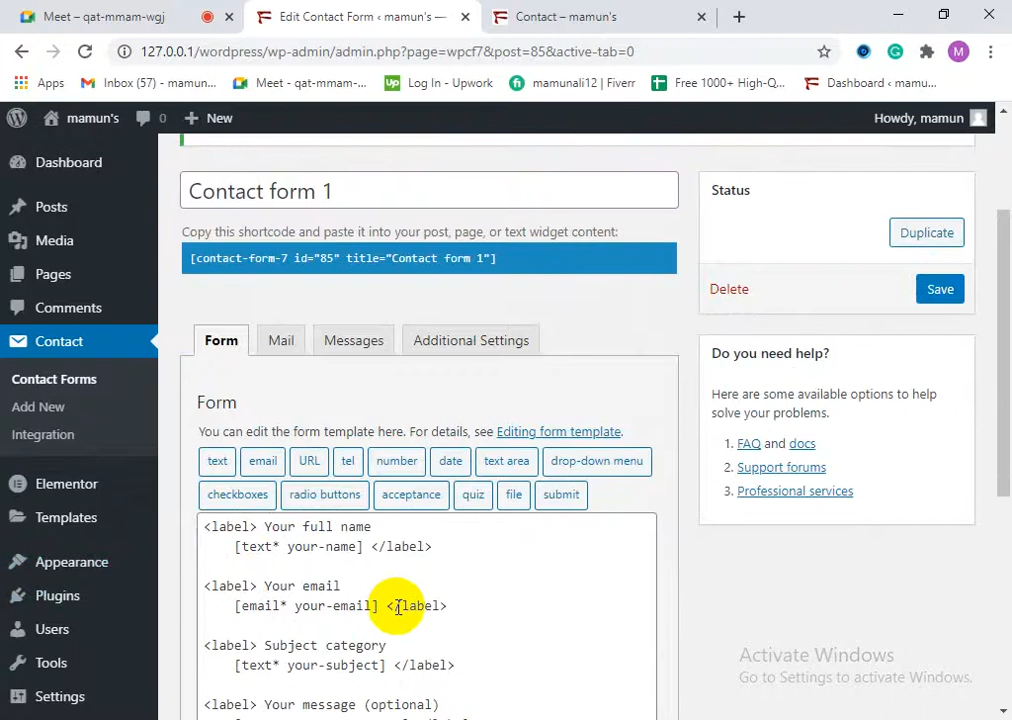 Meet – qat-mmam-wgj
Edit Contact Form ‹ mamun's —
Contact – mamun's
127.0.0.1/wordpress/wp-admin/admin.php?page=wpcf7&post=85&active-tab=0
M
Apps
Inbox (57) - mamun...
Meet - qat-mmam-...
Up
Log In - Upwork
mamunali12 | Fiverr
Free 1000+ High-Q...
Dashboard ‹ mamu...
mamun's
0
New
Howdy, mamun
Dashboard
Posts
Media
Pages
Comments
Contact
Contact Forms
Add New
Integration
Elementor
Templates
Appearance
Plugins
Users
Tools
Settings
Contact form 1
Copy this shortcode and paste it into your post, page, or text widget content:
[contact-form-7 id="85" title="Contact form 1"]
Form
Mail
Messages
Additional Settings
Form
You can edit the form template here. For details, see Editing form template.
text
email
URL
tel
number
date
text area
drop-down menu
checkboxes
radio buttons
acceptance
quiz
file
submit
<label> Your full name
[text* your-name] </label>
<label> Your email
[email* your-email] </label>
<label> Subject category
[text* your-subject] </label>
<label> Your message (optional)
Status
Duplicate
Delete
Save
Do you need help?
Here are some available options to help
solve your problems.
1. FAQ and docs
2. Support forums
3. Professional services
Activate Windows
Go to Settings to activate Windows.